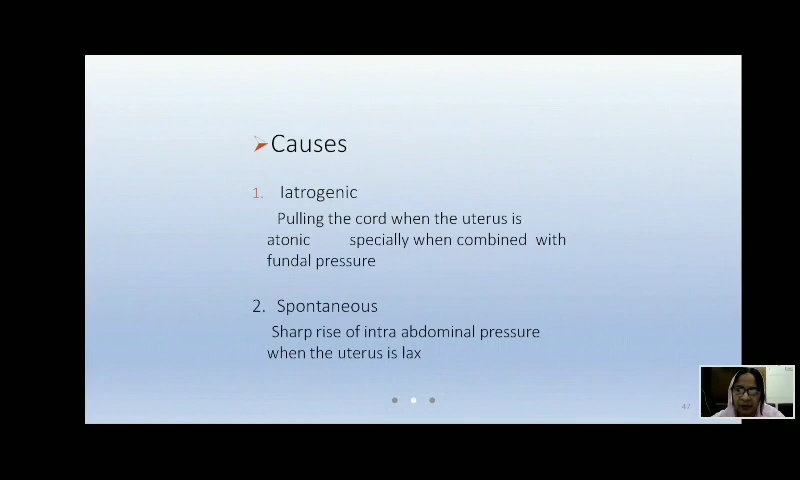 Causes
1. Iatrogenic
Pulling the cord when the uterus is
atonic specially when combined with
fundal pressure
2. Spontaneous
Sharp rise of intra abdominal pressure
when the uterus is lax
47